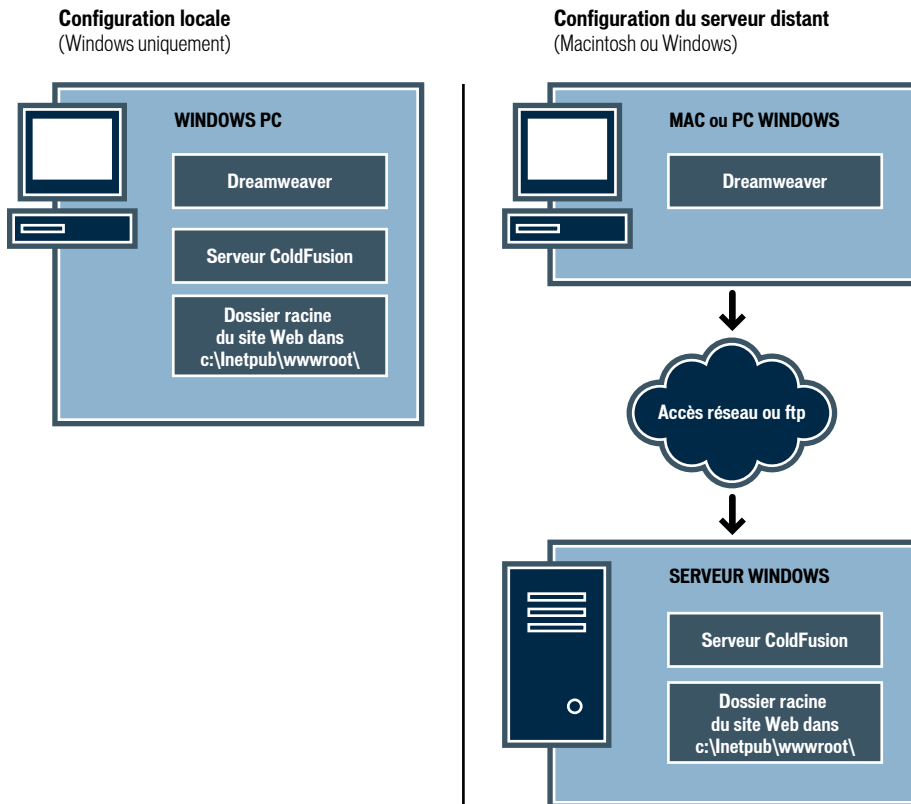 Configuration locale
(Windows uniquement)
WINDOWS PC
Dreamweaver
Serveur ColdFusion
Dossier racine
du site Web dans
c:\Inetpub\wwwroot\
Configuration du serveur distant
(Macintosh ou Windows)
MAC ou PC WINDOWS
Dreamweaver
Accès réseau ou ftp
SERVEUR WINDOWS
Serveur ColdFusion
Dossier racine
du site Web dans
c:\Inetpub\wwwroot\